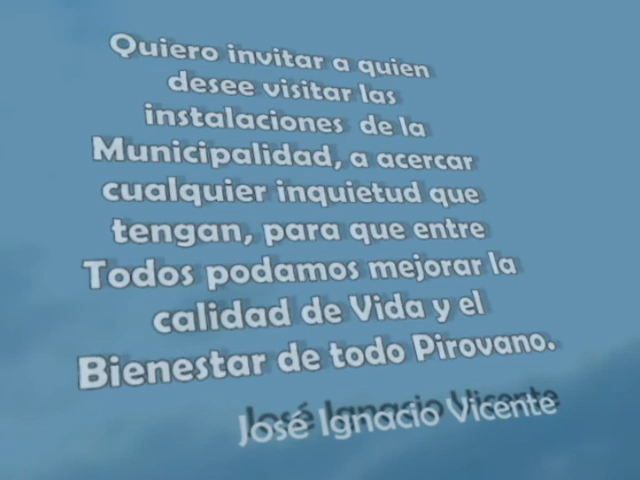 Quiero invitar a quien
desee visitar las
instalaciones de la
Municipalidad, a acercar
cualquier inquietud que
tengan, para que entre
Todos podamos mejorar la
calidad de Vida y el
Bienestar de todo Pirovano.
José Ignacio Vicente